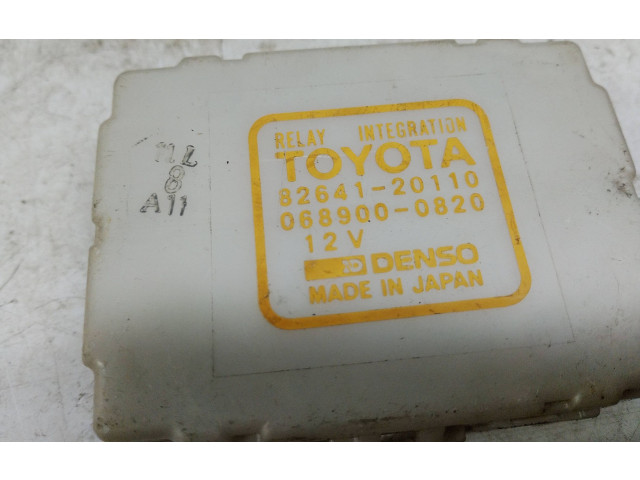 RELAY INTEGRATION
TOYOTA
82641-20110
068900-0820
12V
DENSO
MADE IN JAPAN
8
A11